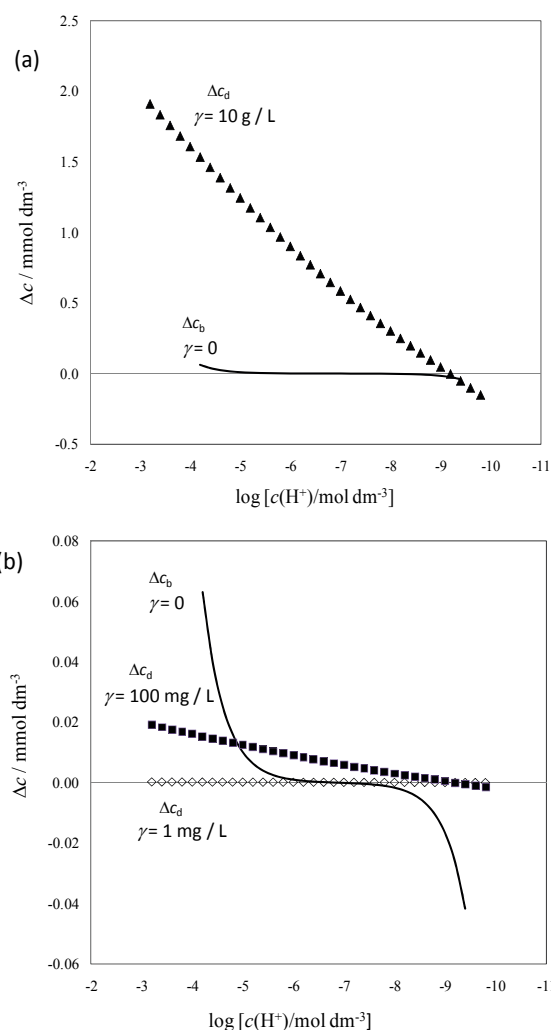 (a)
2.5
2.0
1.5
1.0
0.5
0.0
-0.5
Δc / mmol dm-3
Δcd
γ = 10 g / L
Δcb
γ = 0
-2 -3 -4 -5 -6 -7 -8 -9 -10 -11
log [c(H+)/mol dm-3]
(b)
0.08
0.06
0.04
0.02
0.00
-0.02
-0.04
-0.06
Δc / mmol dm-3
Δcb
γ = 0
Δcd
γ = 100 mg / L
Δcd
γ = 1 mg / L
-2 -3 -4 -5 -6 -7 -8 -9 -10 -1
log [c(H+)/mol dm-3]